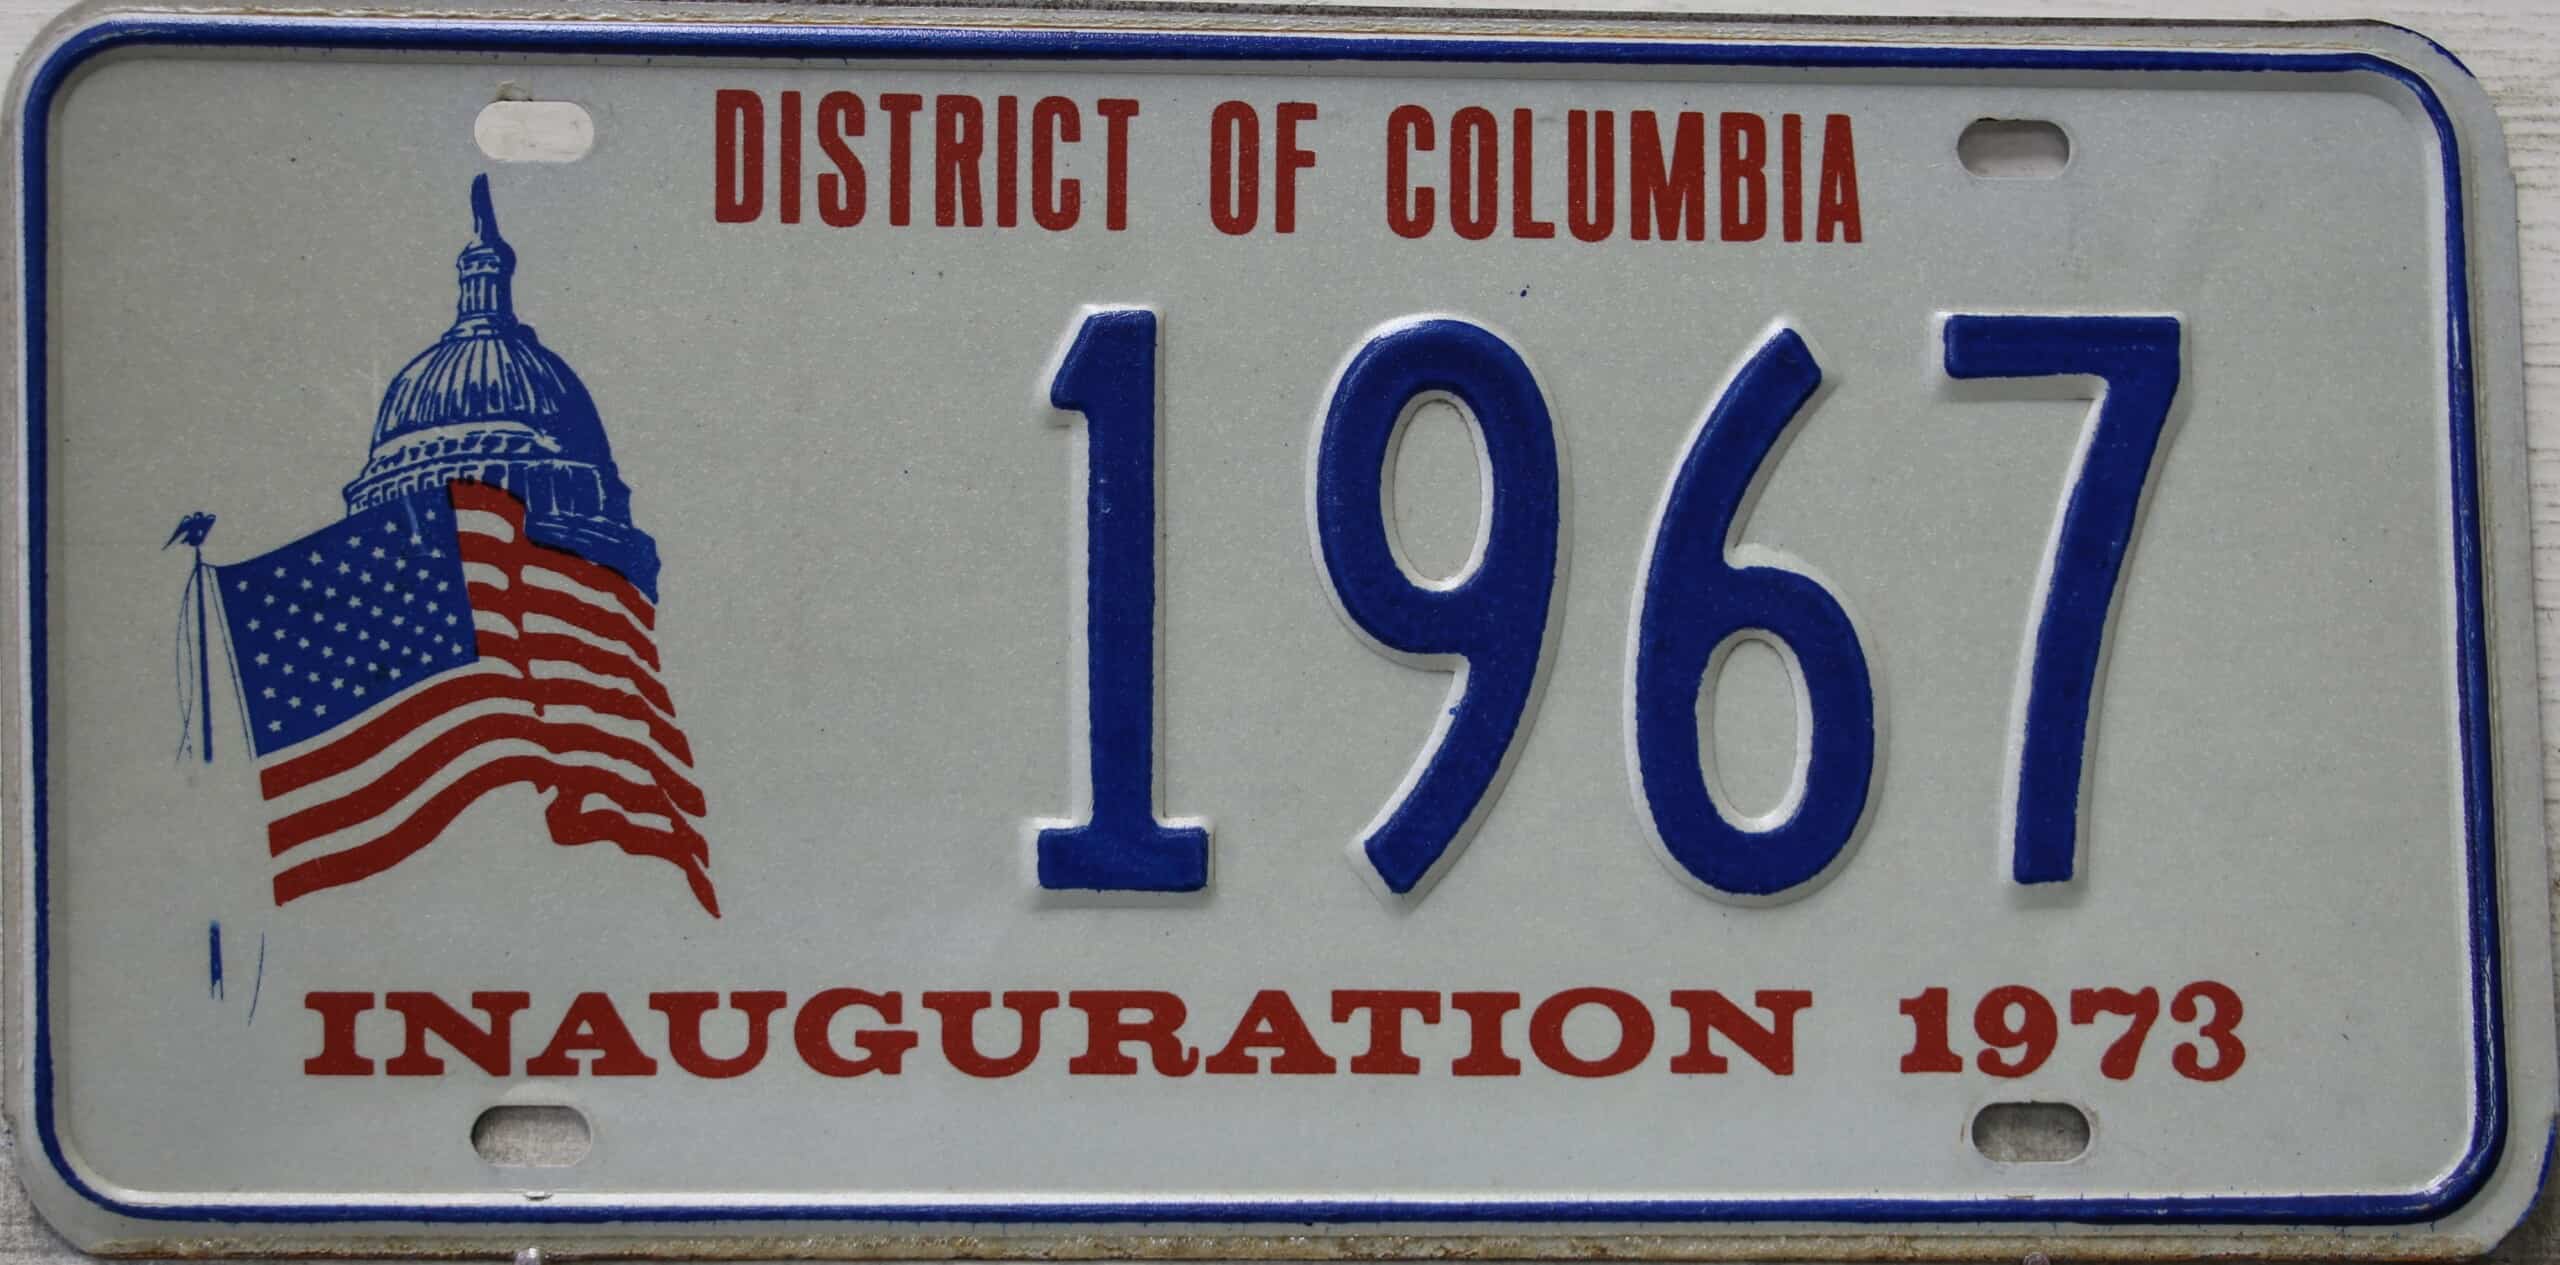 DISTRICT OF COLUMBIA
1967
INAUGURATION 1973